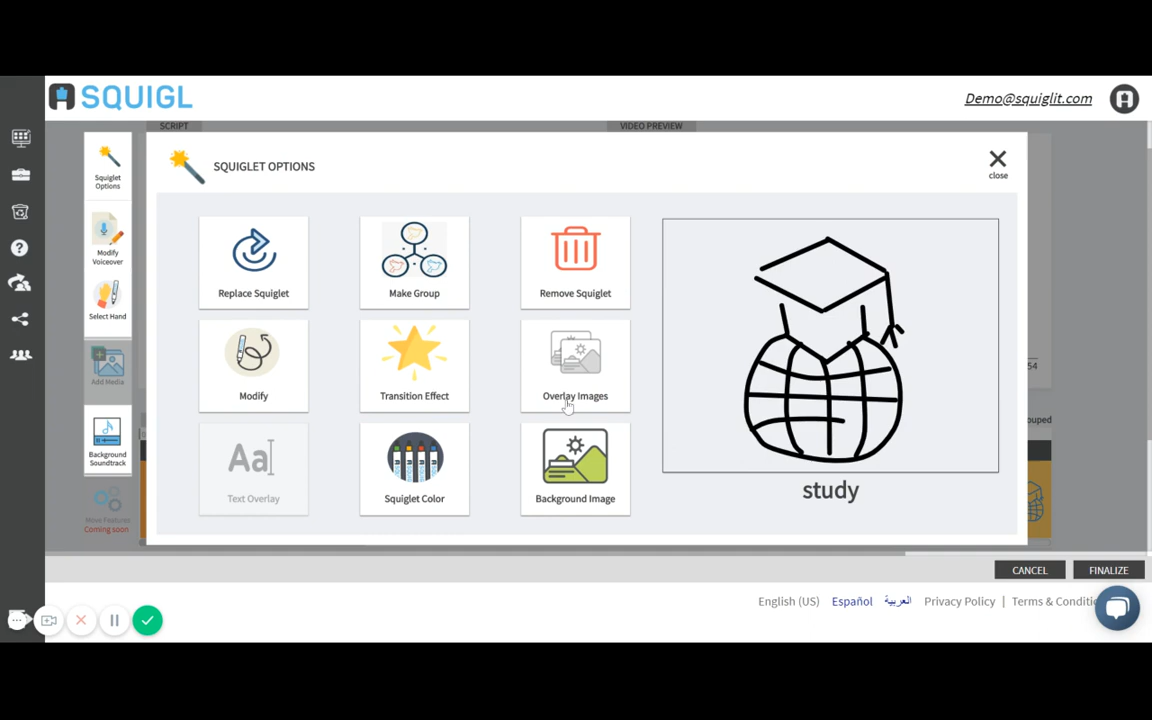 SQUIGL
Demo@squiglit.com
SCRIPT
VIDEO PREVIEW
Squiglet
Options
Modify
Voiceover
Select Hand
Add Media
Background
Soundtrack
Move Features
Coming soon
SQUIGLET OPTIONS
close
Replace Squiglet
Make Group
Remove Squiglet
Modify
Transition Effect
Overlay Images
Aa
Text Overlay
Squiglet Color
Background Image
study
54
CANCEL
FINALIZE
English (US)
Español
العربية
Privacy Policy
Terms &